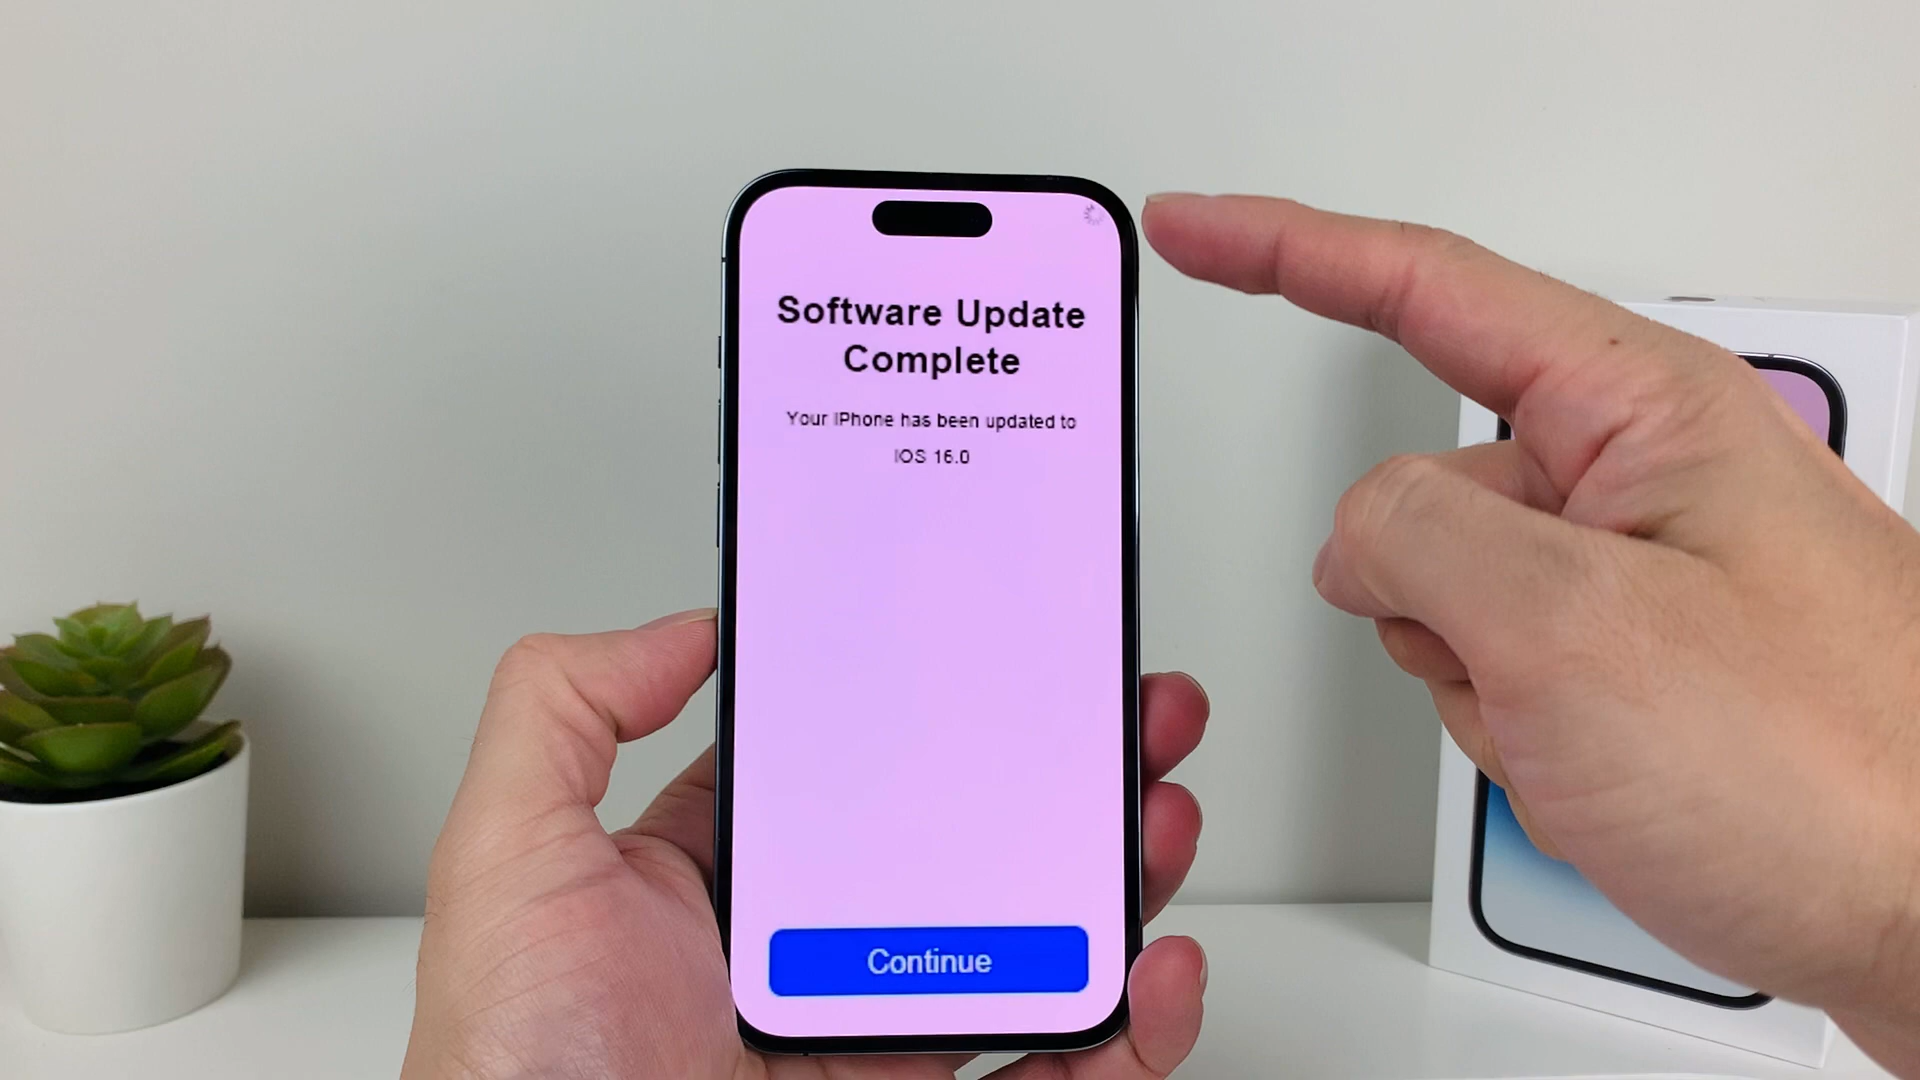 Software Update
Complete
Your iPhone has been updated to
iOS 16.0
Continue